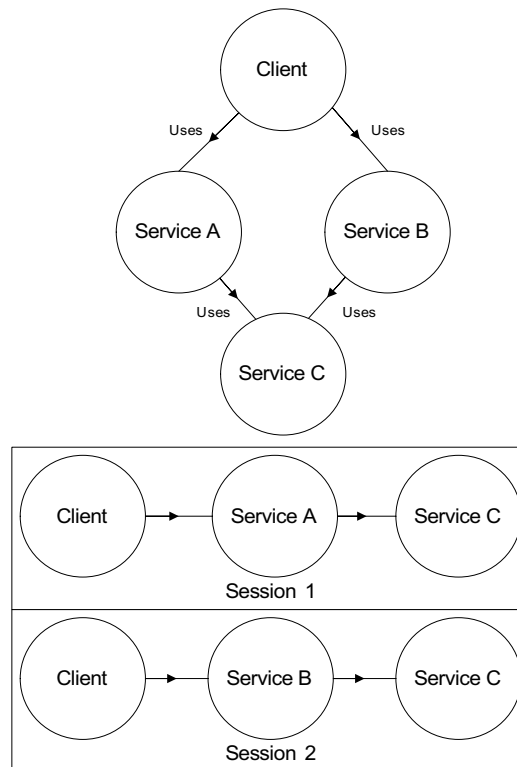 Client
Uses
Uses
Service A
Service B
Uses
Uses
Service C
Client
Service A
Service C
Session 1
Client
Service B
Service C
Session 2